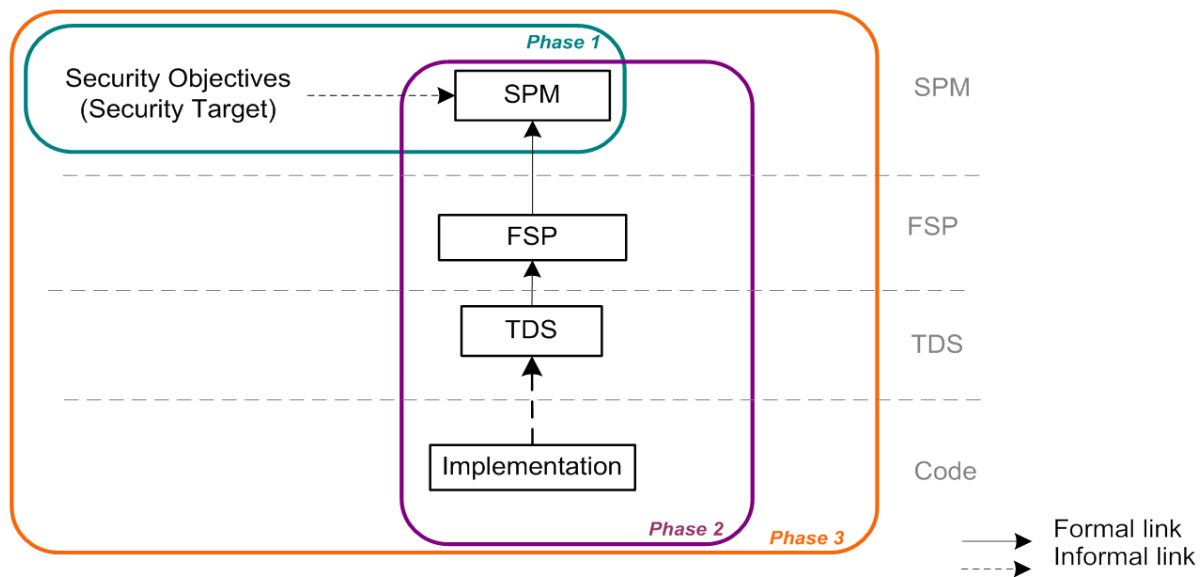 Phase 1
Security Objectives
(Security Target)
SPM
SPM
FSP
FSP
TDS
TDS
Implementation
Code
Phase 2
Phase 3
Formal link
Informal link